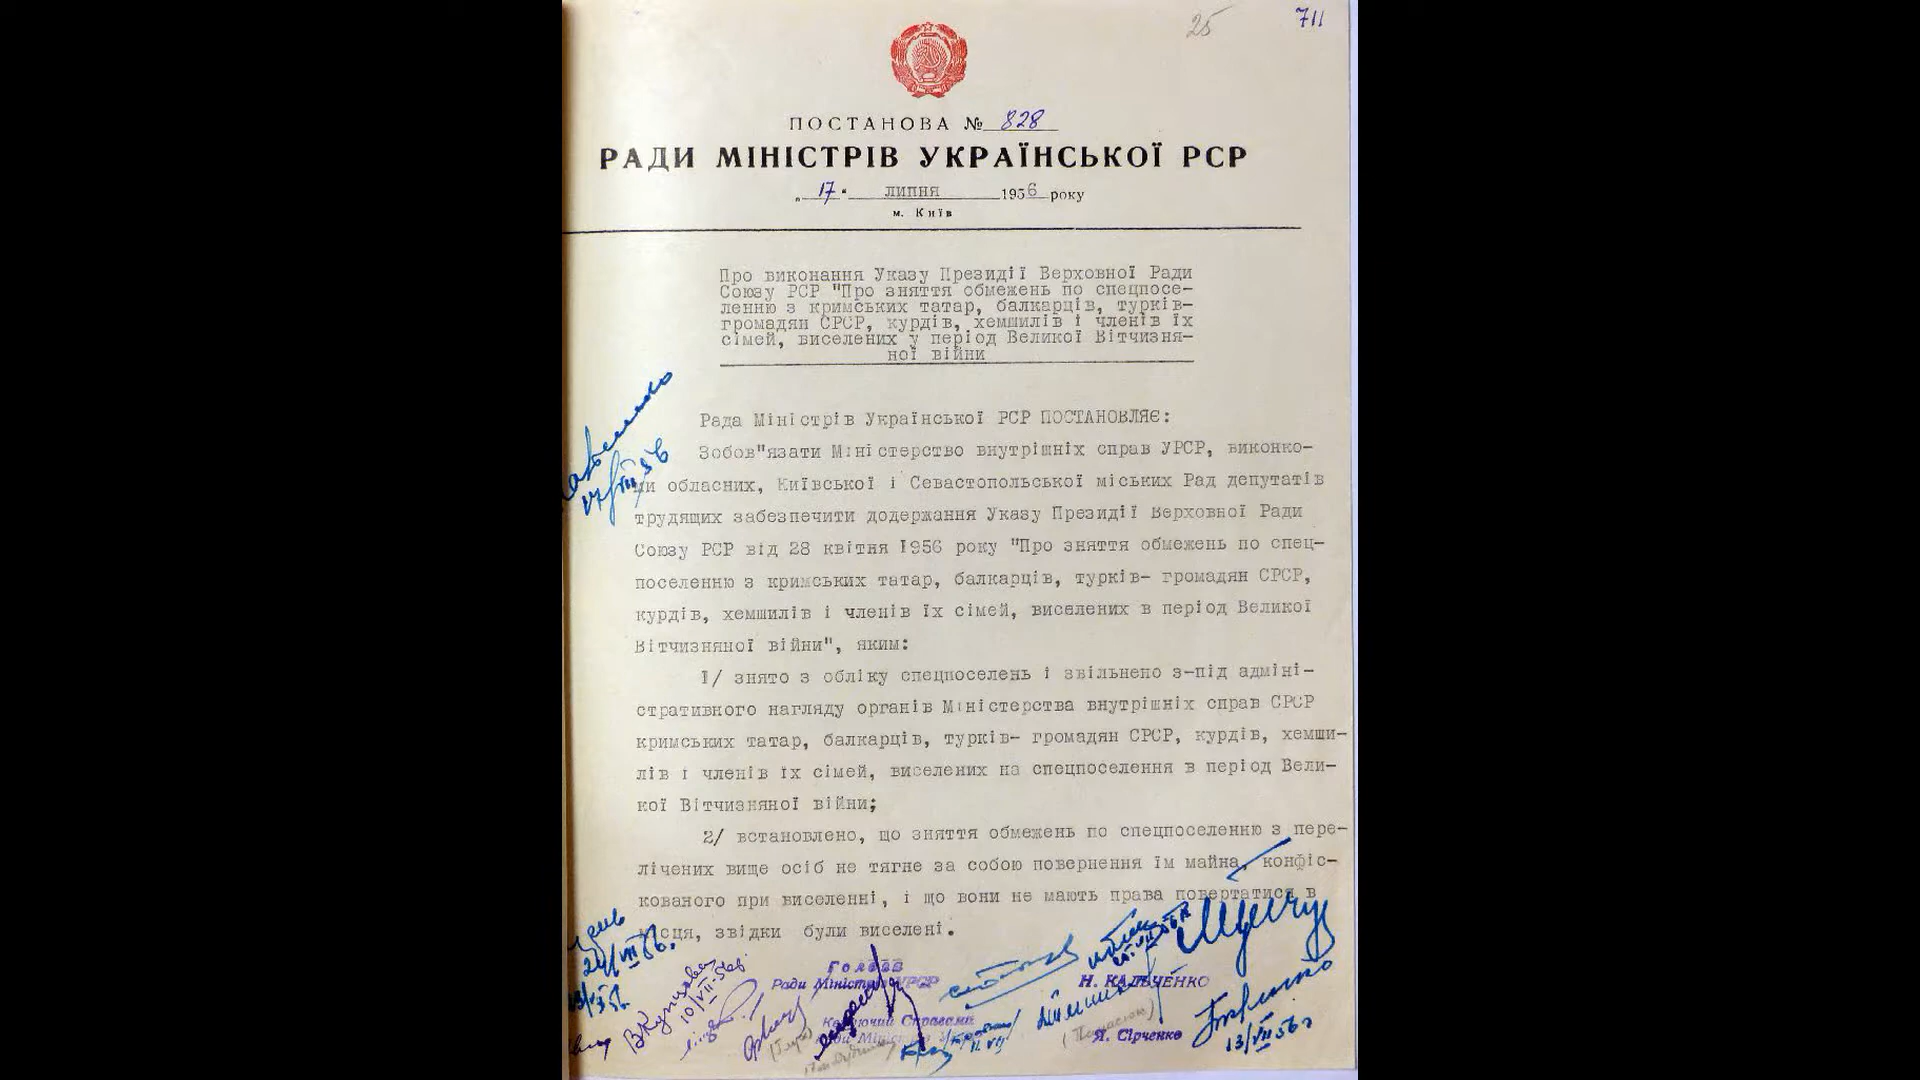 25
711
ПОСТАНОВА № 828
РАДИ МІНІСТРІВ УКРАЇНСЬКОЇ РСР
„ 17 " липня 1956 року
м. Київ
Про виконання Указу Президії Верховної Ради
Союзу РСР "Про зняття обмежень по спецпосе-
ленню з кримських татар, балкарців, турків-
громадян СРСР, курдів, хемшилів і членів їх
сімей, виселених у період Великої Вітчизня-
ної війни
Рада Міністрів Української РСР ПОСТАНОВЛЯЄ:
Зобов"язати Міністерство внутрішніх справ УРСР, виконко-
ми обласних, Київської і Севастопольської міських Рад депутатів
трудящих забезпечити додержання Указу Президії Верховної Ради
Союзу РСР від 28 квітня 1956 року "Про зняття обмежень по спец-
поселенню з кримських татар, балкарців, турків- громадян СРСР,
курдів, хемшилів і членів їх сімей, виселених в період Великої
Вітчизняної війни", яким:
1/ знято з обліку спецпоселень і звільнено з-під адміні-
стративного нагляду органів Міністерства внутрішніх справ СРСР
кримських татар, балкарців, турків- громадян СРСР, курдів, хемши-
лів і членів їх сімей, виселених на спецпоселення в період Вели-
кої Вітчизняної війни;
2/ встановлено, що зняття обмежень по спецпоселенню з пере-
лічених вище осіб не тягне за собою повернення їм майна, конфіс-
кованого при виселенні, і що вони не мають права повертатися в
місця, звідки були виселені.
Голова
Ради Міністрів УРСР Н. КАЛЬЧЕНКО
Керуючий Справами
Ради Міністрів Я. Сірченко
13/VII 56 г